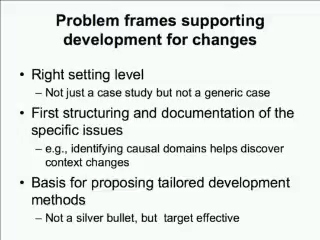 Problem frames supporting
development for changes
• Right setting level
– Not just a case study but not a generic case
• First structuring and documentation of the
specific issues
– e.g., identifying causal domains helps discover
context changes
• Basis for proposing tailored development
methods
– Not a silver bullet, but target effective